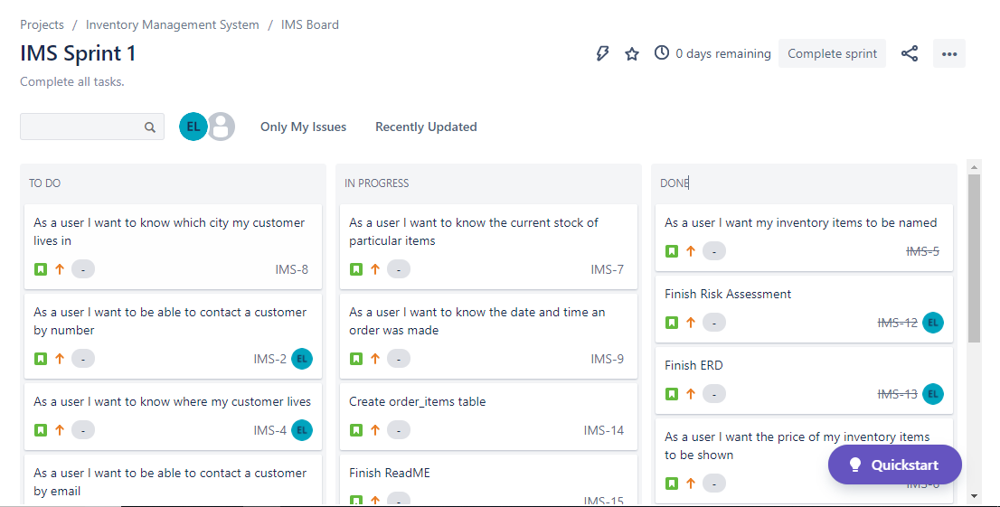 Projects / Inventory Management System / IMS Board
IMS Sprint 1
0 days remaining
Complete sprint
Complete all tasks.
EL
Only My Issues
Recently Updated
TO DO
As a user I want to know which city my customer
lives in
-
IMS-8
As a user I want to be able to contact a customer
by number
-
IMS-2
EL
As a user I want to know where my customer lives
-
IMS-4
EL
As a user I want to be able to contact a customer
by email
IN PROGRESS
As a user I want to know the current stock of
particular items
-
IMS-7
As a user I want to know the date and time an
order was made
-
IMS-9
Create order_items table
-
IMS-14
Finish ReadME
-
IMS-15
DONE
As a user I want my inventory items to be named
-
IMS-5
Finish Risk Assessment
-
IMS-12
EL
Finish ERD
-
IMS-13
EL
As a user I want the price of my inventory items
to be shown
-
Quickstart